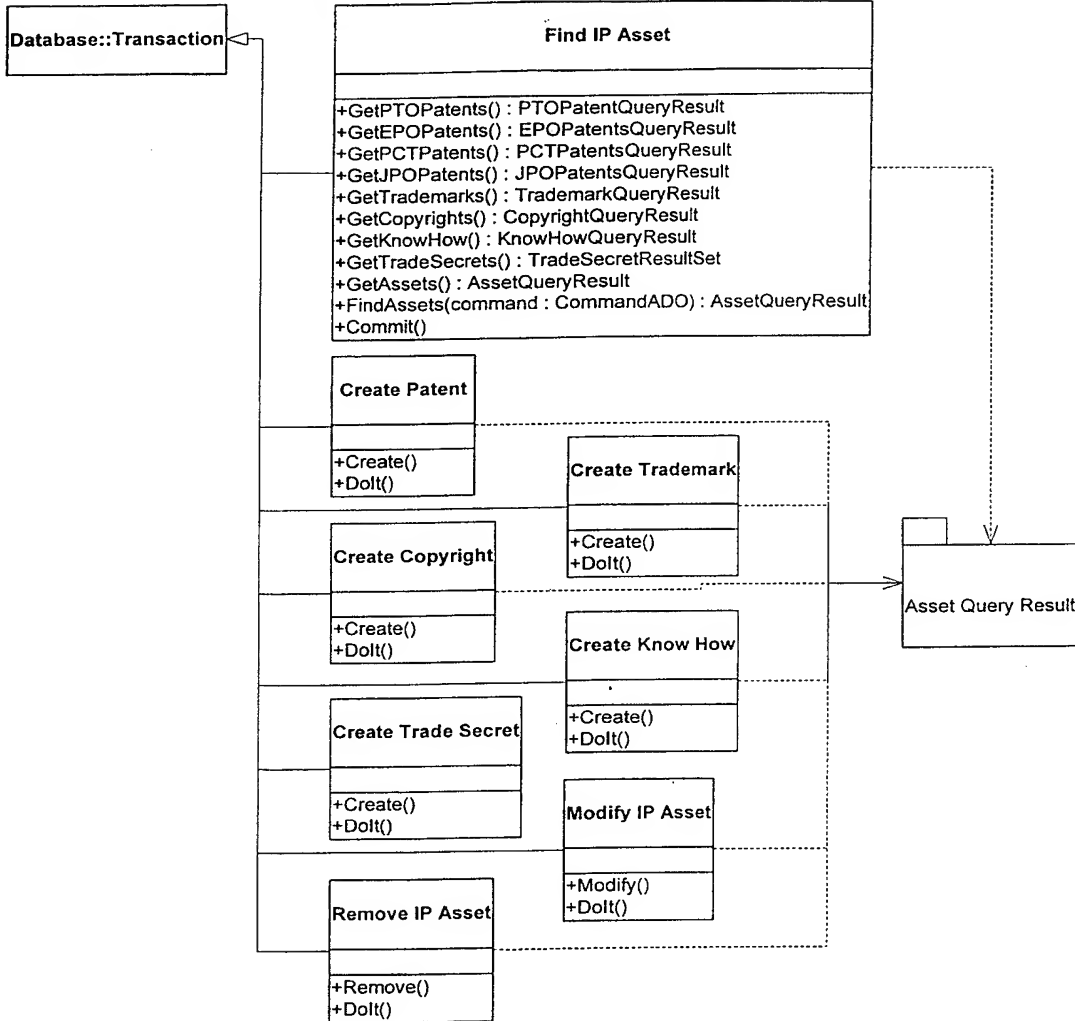 Database::Transaction
Find IP Asset
+GetPTOPatents() : PTOPatentQueryResult
+GetEPOPatents() : EPOPatentsQueryResult
+GetPCTPatents() : PCTPatentsQueryResult
+GetJPOPatents() : JPOPatentsQueryResult
+GetTrademarks() : TrademarkQueryResult
+GetCopyrights() : CopyrightQueryResult
+GetKnowHow() : KnowHowQueryResult
+GetTradeSecrets() : TradeSecretResultSet
+GetAssets() : AssetQueryResult
+FindAssets(command : CommandADO) : AssetQueryResult
+Commit()
Create Patent
+Create()
+DoIt()
Create Trademark
+Create()
+DoIt()
Create Copyright
+Create()
+DoIt()
Asset Query Result
Create Know How
+Create()
+DoIt()
Create Trade Secret
+Create()
+DoIt()
Modify IP Asset
+Modify()
+DoIt()
Remove IP Asset
+Remove()
+DoIt()